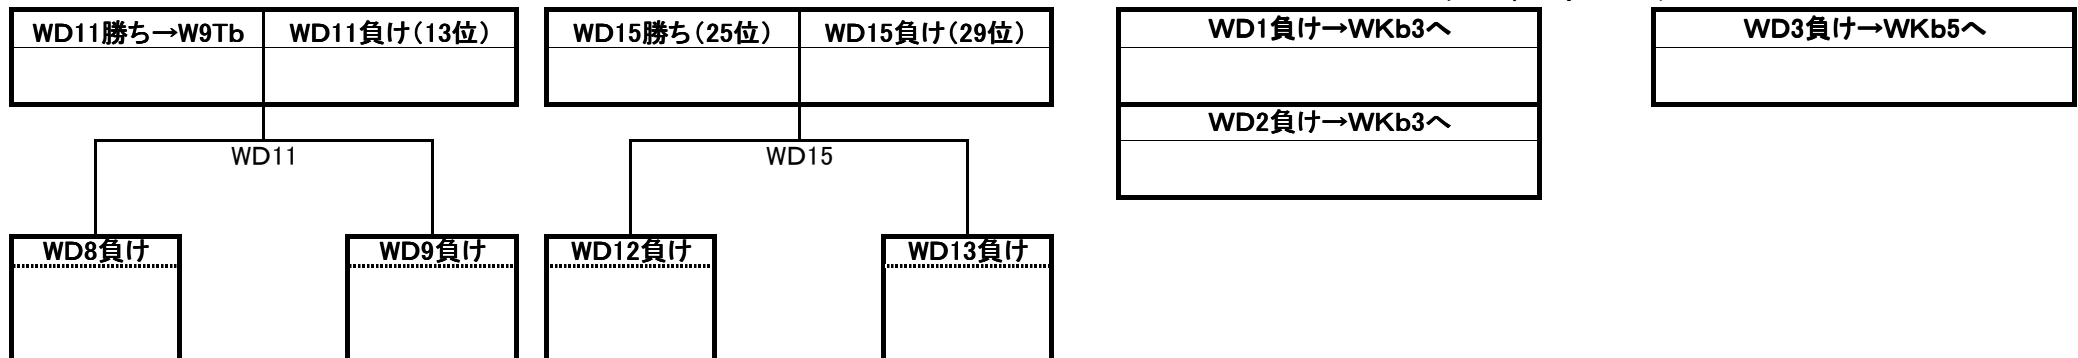 WD11勝ち→W9Tb WD11負け(13位) WD15勝ち(25位) WD15負け(29位) WD1負け→WKb3へ WD3負け→WKb5へ
WD2負け→WKb3へ
WD11 WD15
WD8負け WD9負け WD12負け WD13負け